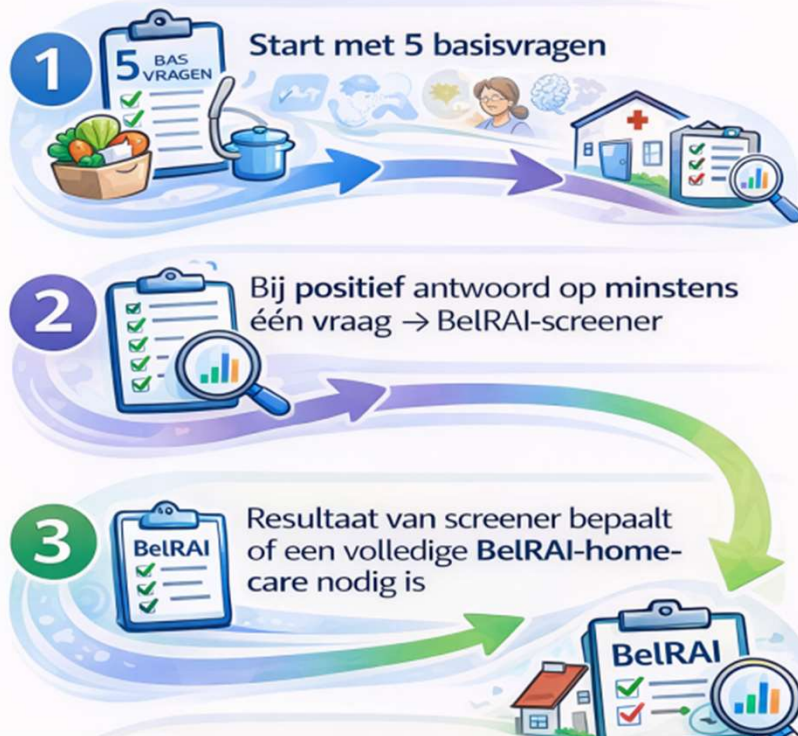 1
5 BAS
VRAGEN
Start met 5 basisvragen
2
Bij positief antwoord op minstens
één vraag → BelRAI-screener
3
BelRAI
Resultaat van screener bepaalt
of een volledige BelRAI-home-
care nodig is
BelRAI